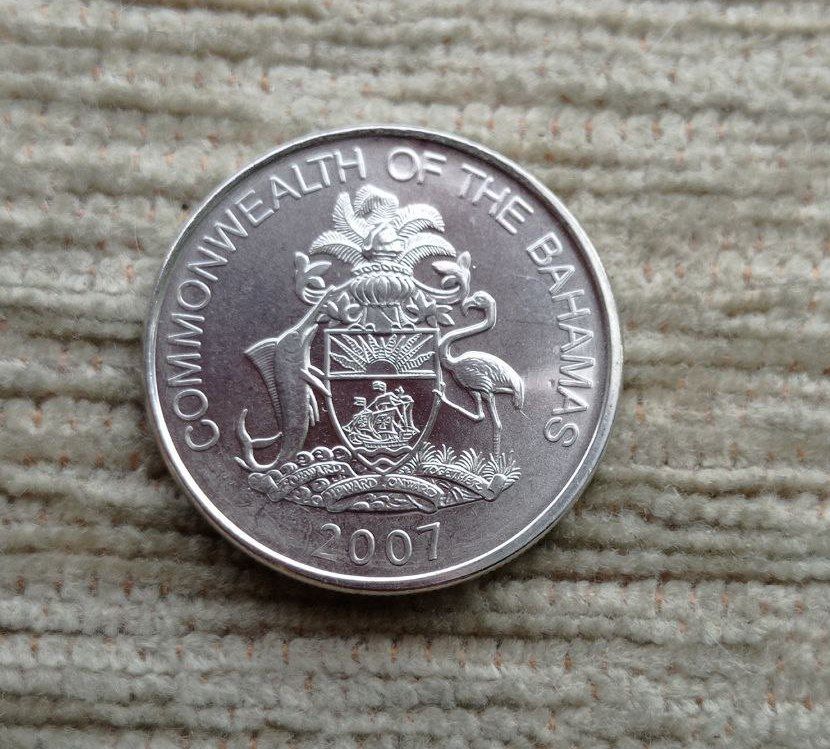 COMMONWEALTH OF THE BAHAMAS
FORWARD UPWARD ONWARD TOGETHER
2007